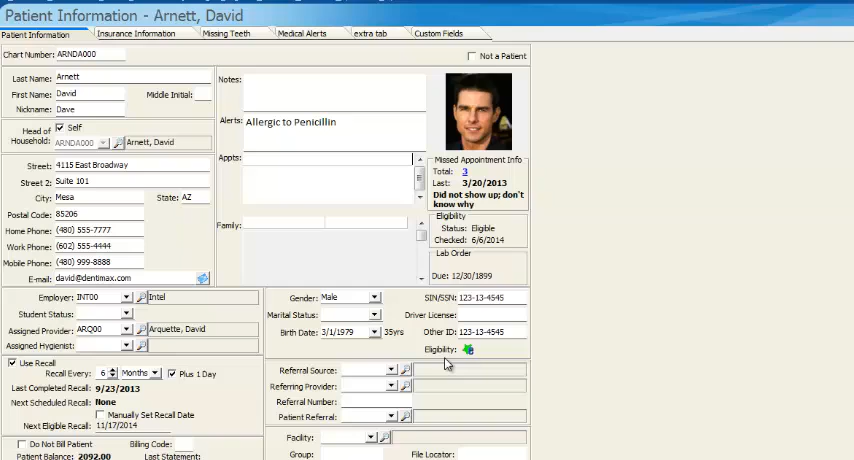 Patient Information - Arnett, David
Patient Information Insurance Information Missing Teeth Medical Alerts extra tab Custom Fields
Chart Number: ARNDA000
Not a Patient
Last Name: Arnett
First Name: David Middle Initial:
Nickname: Dave
Head of Household: Self
ARNDA000 Arnett, David
Street: 4115 East Broadway
Street 2: Suite 101
City: Mesa State: AZ
Postal Code: 85206
Home Phone: (480) 555-7777
Work Phone: (602) 555-4444
Mobile Phone: (480) 999-8888
E-mail: david@dentimax.com
Notes:
Alerts: Allergic to Penicillin
Appts:
Family:
Missed Appointment Info
Total: 3
Last: 3/20/2013
Did not show up; don't
know why
Eligibility
Status: Eligible
Checked: 6/6/2014
Lab Order
Due: 12/30/1899
Employer: INT00 Intel
Student Status:
Assigned Provider: ARQ00 Arquette, David
Assigned Hygienist:
Gender: Male SIN/SSN: 123-13-4545
Marital Status: Driver License:
Birth Date: 3/1/1979 35yrs Other ID: 123-13-4545
Eligibility:
Use Recall
Recall Every: 6 Months Plus 1 Day
Last Completed Recall: 9/23/2013
Next Scheduled Recall: None
Manually Set Recall Date
Next Eligible Recall: 11/17/2014
Referral Source:
Referring Provider:
Referral Number:
Patient Referral:
Do Not Bill Patient Billing Code:
Patient Balance: 2092.00 Last Statement:
Facility:
Group: File Locator: